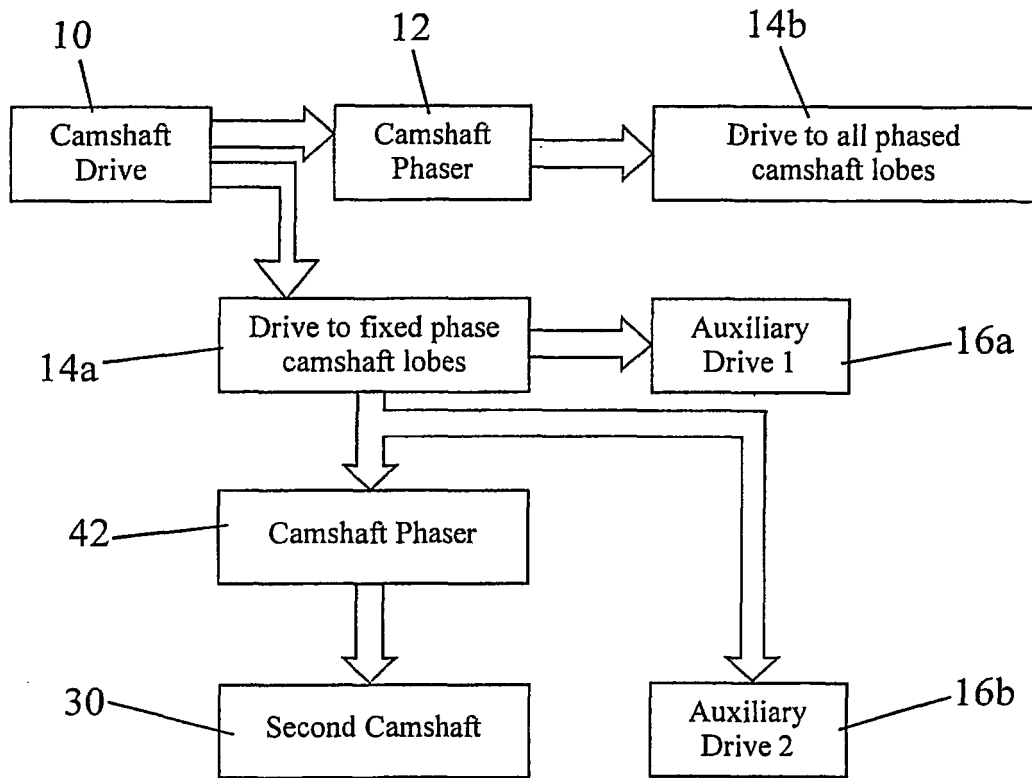 10
12
14b
Camshaft
Drive
Camshaft
Phaser
Drive to all phased
camshaft lobes
Drive to fixed phase
camshaft lobes
14a
Auxiliary
Drive 1
16a
42
Camshaft Phaser
30
Second Camshaft
Auxiliary
Drive 2
16b